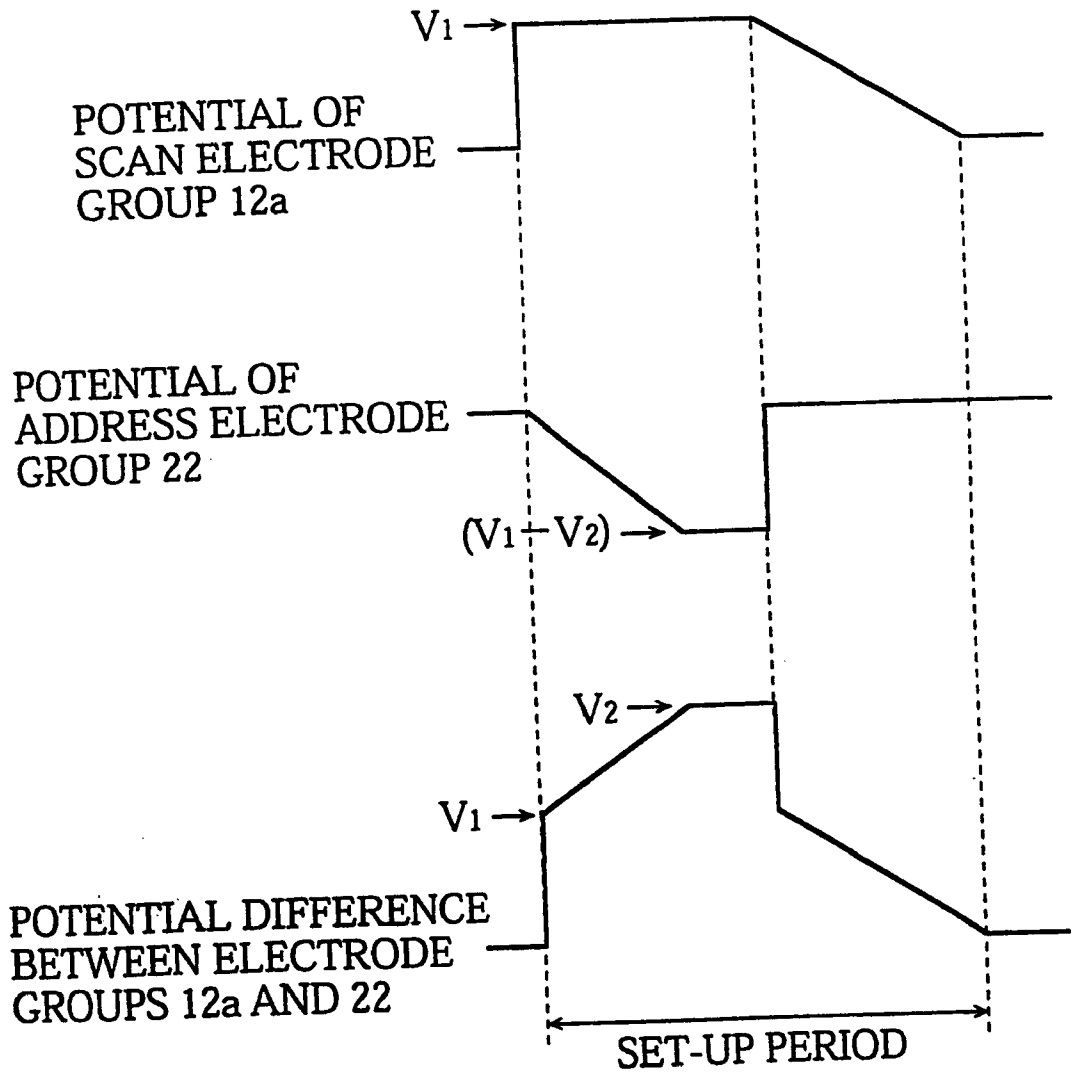 V1
POTENTIAL OF
SCAN ELECTRODE
GROUP 12a
POTENTIAL OF
ADDRESS ELECTRODE
GROUP 22
(V1-V2)
V2
V1
POTENTIAL DIFFERENCE
BETWEEN ELECTRODE
GROUPS 12a AND 22
SET-UP PERIOD